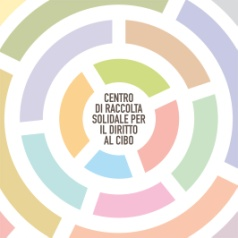 CENTRO
DI RACCOLTA
SOLIDALE PER
IL DIRITTO
AL CIBO